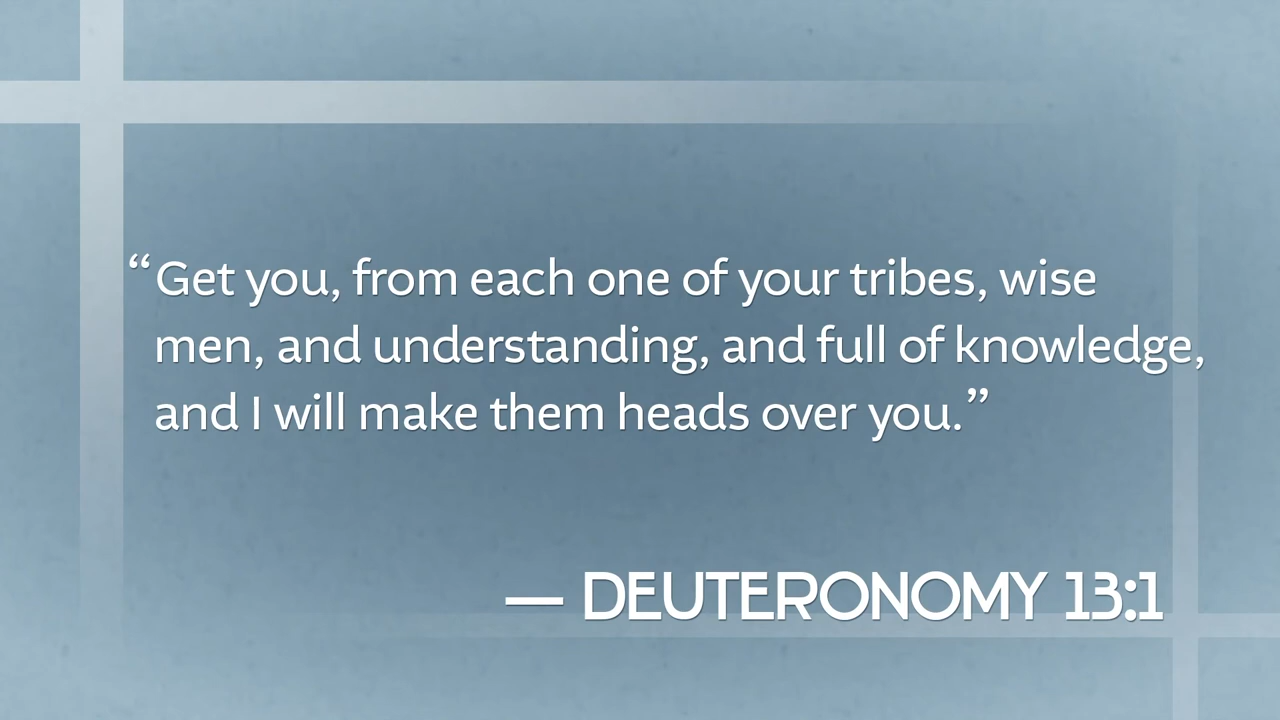 “Get you, from each one of your tribes, wise
men, and understanding, and full of knowledge,
and I will make them heads over you.”
— DEUTERONOMY 13:1